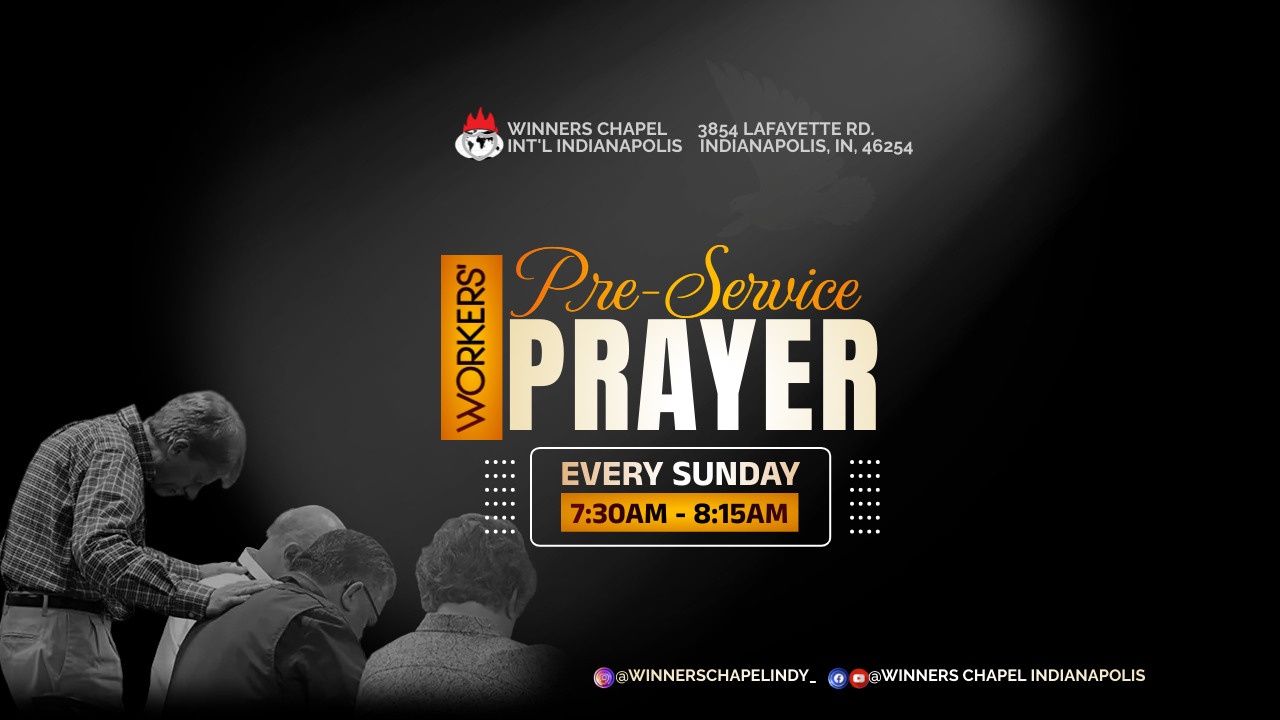 WINNERS CHAPEL
INT'L INDIANAPOLIS
3854 LAFAYETTE RD.
INDIANAPOLIS, IN, 46254
WORKERS'
Pre-Service
PRAYER
EVERY SUNDAY
7:30AM - 8:15AM
@WINNERSCHAPELINDY_
@WINNERS CHAPEL INDIANAPOLIS